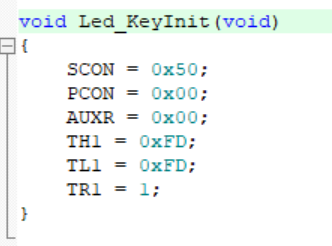 void Led_KeyInit(void)
{
SCON = 0x50;
PCON = 0x00;
AUXR = 0x00;
TH1 = 0xFD;
TL1 = 0xFD;
TR1 = 1;
}